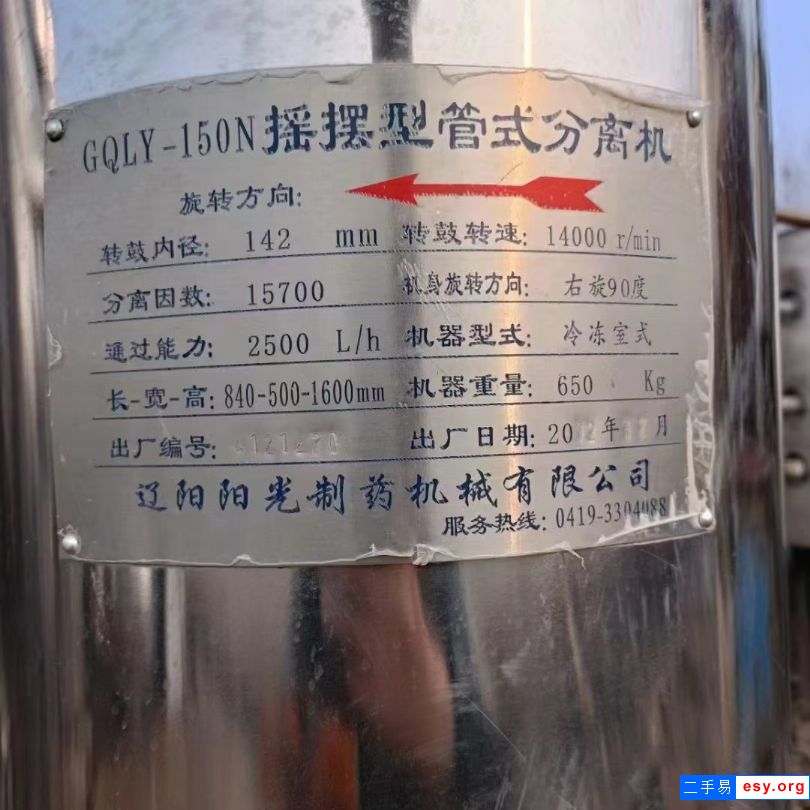 GQLY-150N摇摆型管式分离机
旋转方向:
转鼓内径: 142 mm 转鼓转速: 14000 r/min
分离因数: 15700 机身旋转方向: 右旋90度
通过能力: 2500 L/h 机器型式: 冷冻室式
长-宽-高: 840-500-1600mm 机器重量: 650 Kg
出厂编号: 出厂日期: 20 年 月
辽阳阳光制药机械有限公司
服务热线: 0419-3304088
二手易 esy.org